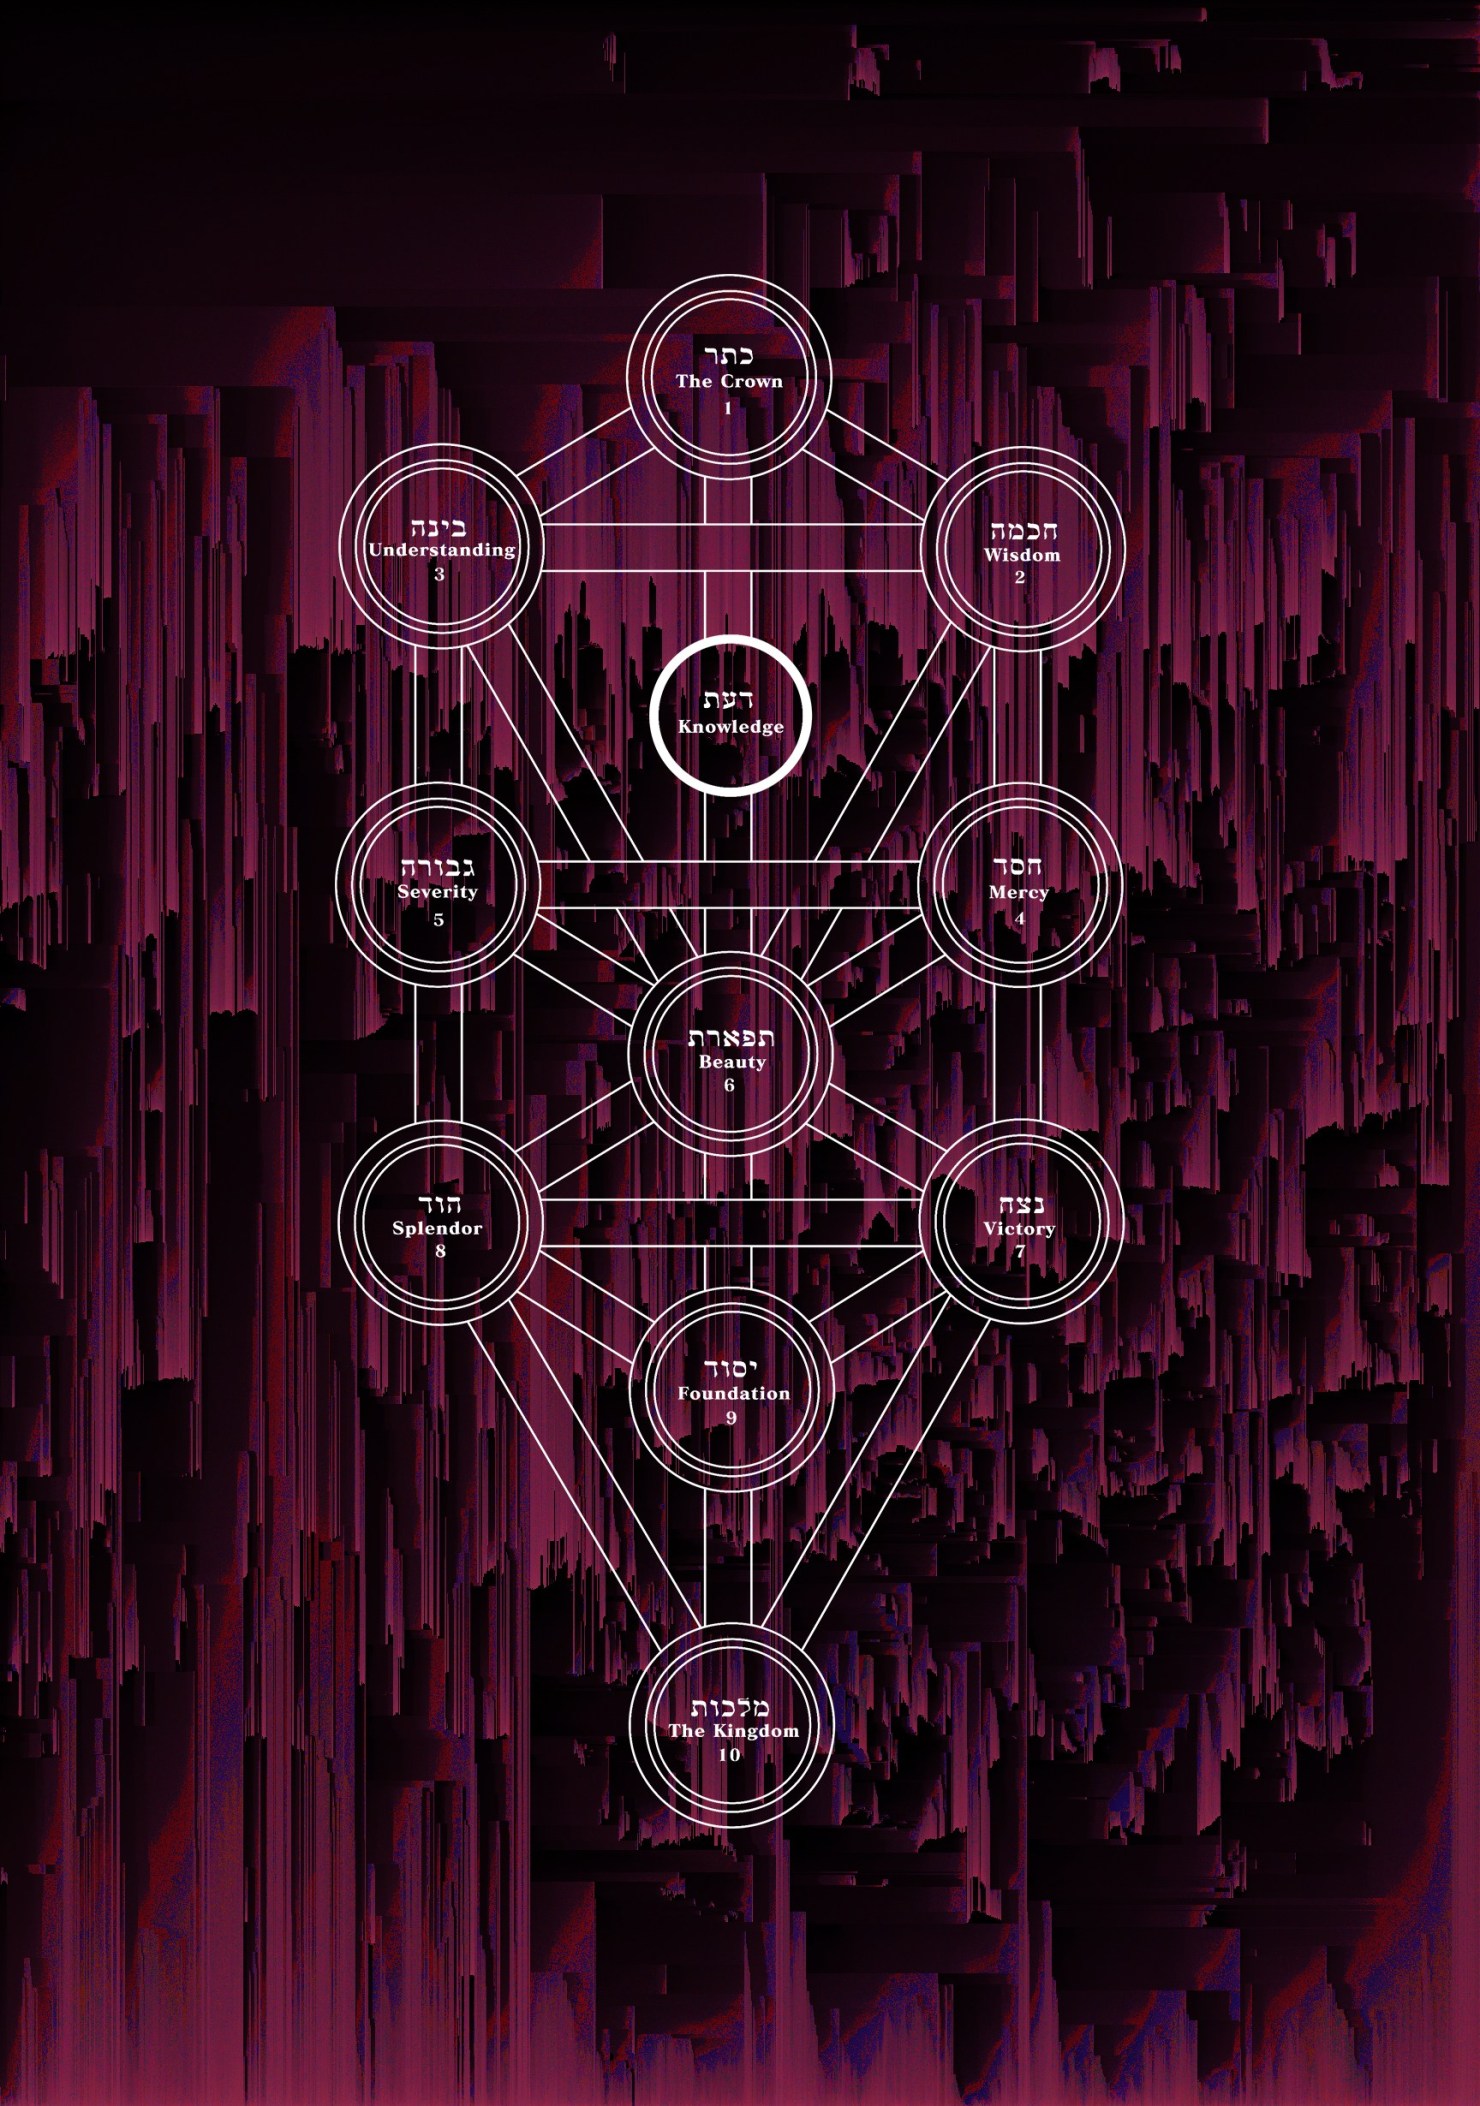 כתר
The Crown
1
בינה
Understanding
3
חכמה
Wisdom
2
דעת
Knowledge
גבורה
Severity
5
חסד
Mercy
4
תפארת
Beauty
6
הוד
Splendor
8
נצח
Victory
7
יסוד
Foundation
9
מלכות
The Kingdom
10